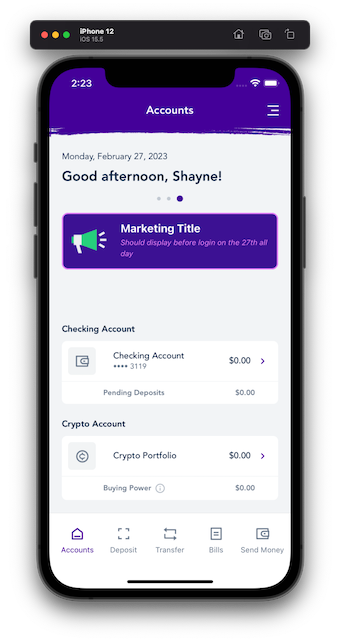 iPhone 12
iOS 15.5
2:23
Accounts
Monday, February 27, 2023
Good afternoon, Shayne!
Marketing Title
Should display before login on the 27th all
day
Checking Account
Checking Account $0.00
•••• 3119
Pending Deposits $0.00
Crypto Account
Crypto Portfolio $0.00
Buying Power $0.00
Accounts Deposit Transfer Bills Send Money